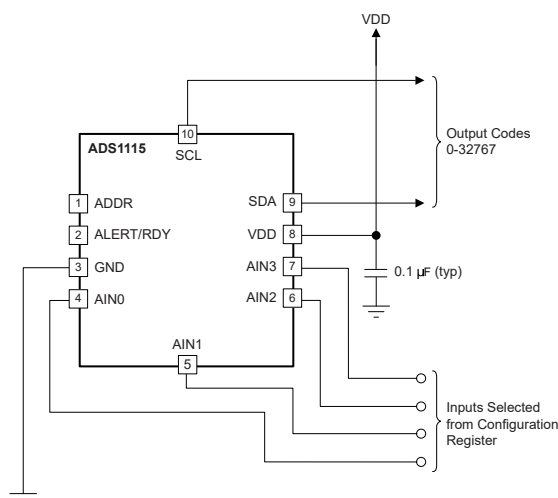 VDD
10
ADS1115
SCL
Output Codes
0-32767
1 ADDR
SDA 9
2 ALERT/RDY
VDD 8
3 GND
AIN3 7
0.1 µF (typ)
4 AIN0
AIN2 6
AIN1
5
Inputs Selected
from Configuration
Register